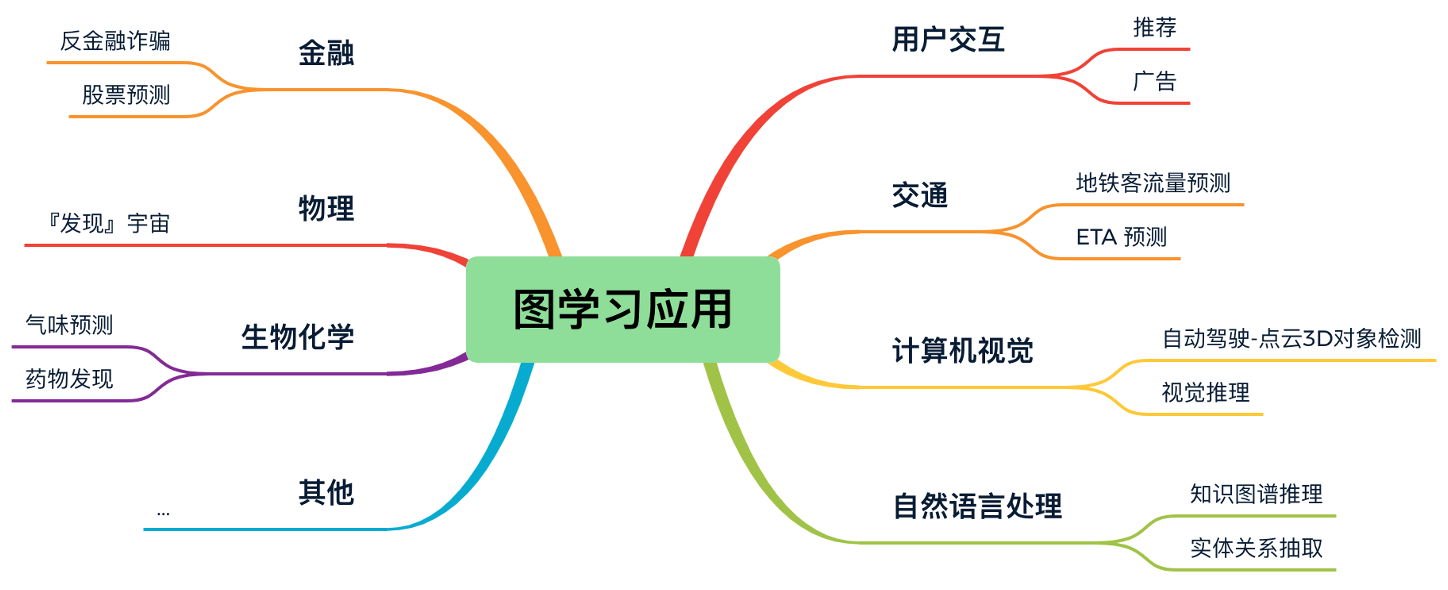 图学习应用
用户交互
推荐
广告
交通
地铁客流量预测
ETA 预测
计算机视觉
自动驾驶-点云3D对象检测
视觉推理
自然语言处理
知识图谱推理
实体关系抽取
金融
反金融诈骗
股票预测
物理
『发现』宇宙
生物化学
气味预测
药物发现
其他
...